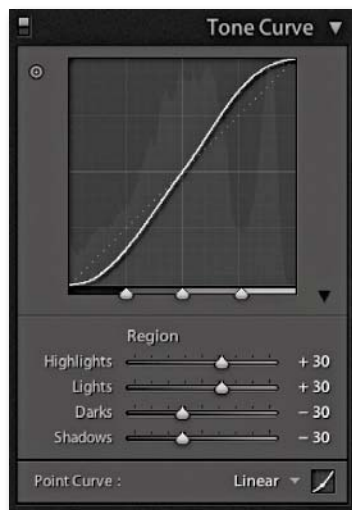 Tone Curve
Region
Highlights + 30
Lights + 30
Darks – 30
Shadows – 30
Point Curve : Linear